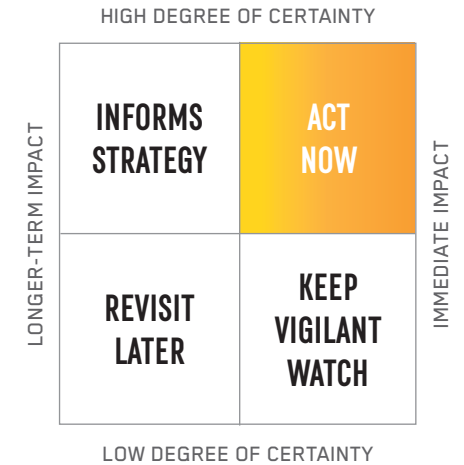 HIGH DEGREE OF CERTAINTY
LONGER-TERM IMPACT
INFORMS
STRATEGY
ACT
NOW
IMMEDIATE IMPACT
REVISIT
LATER
KEEP
VIGILANT
WATCH
LOW DEGREE OF CERTAINTY